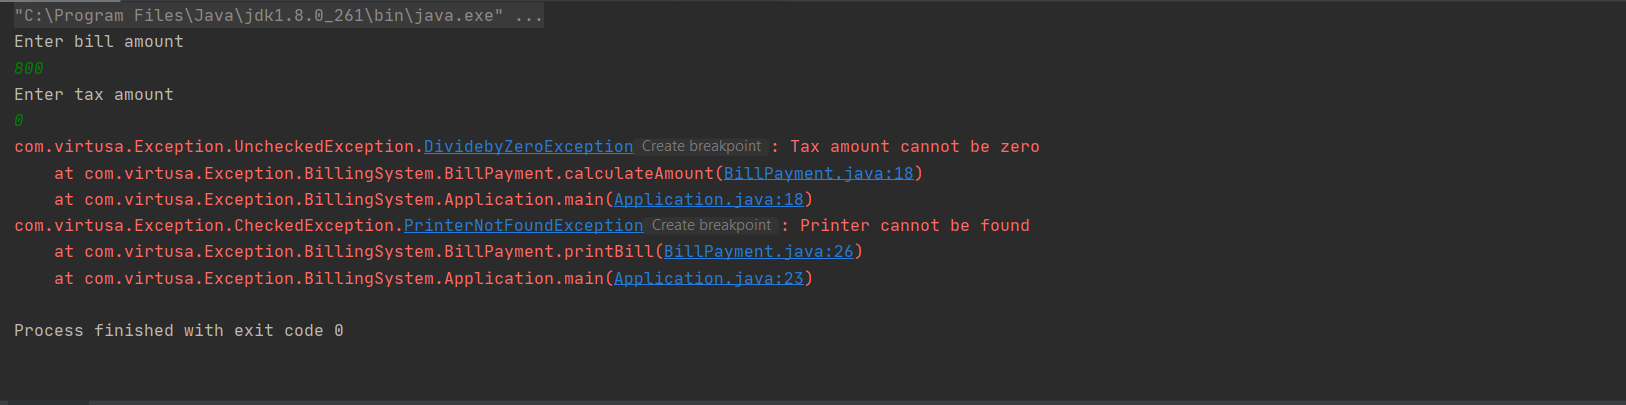 "C:\Program Files\Java\jdk1.8.0_261\bin\java.exe" ...
Enter bill amount
800
Enter tax amount
0
com.virtusa.Exception.UncheckedException.DividebyZeroException Create breakpoint : Tax amount cannot be zero
    at com.virtusa.Exception.BillingSystem.BillPayment.calculateAmount(BillPayment.java:18)
    at com.virtusa.Exception.BillingSystem.Application.main(Application.java:18)
com.virtusa.Exception.CheckedException.PrinterNotFoundException Create breakpoint : Printer cannot be found
    at com.virtusa.Exception.BillingSystem.BillPayment.printBill(BillPayment.java:26)
    at com.virtusa.Exception.BillingSystem.Application.main(Application.java:23)
Process finished with exit code 0